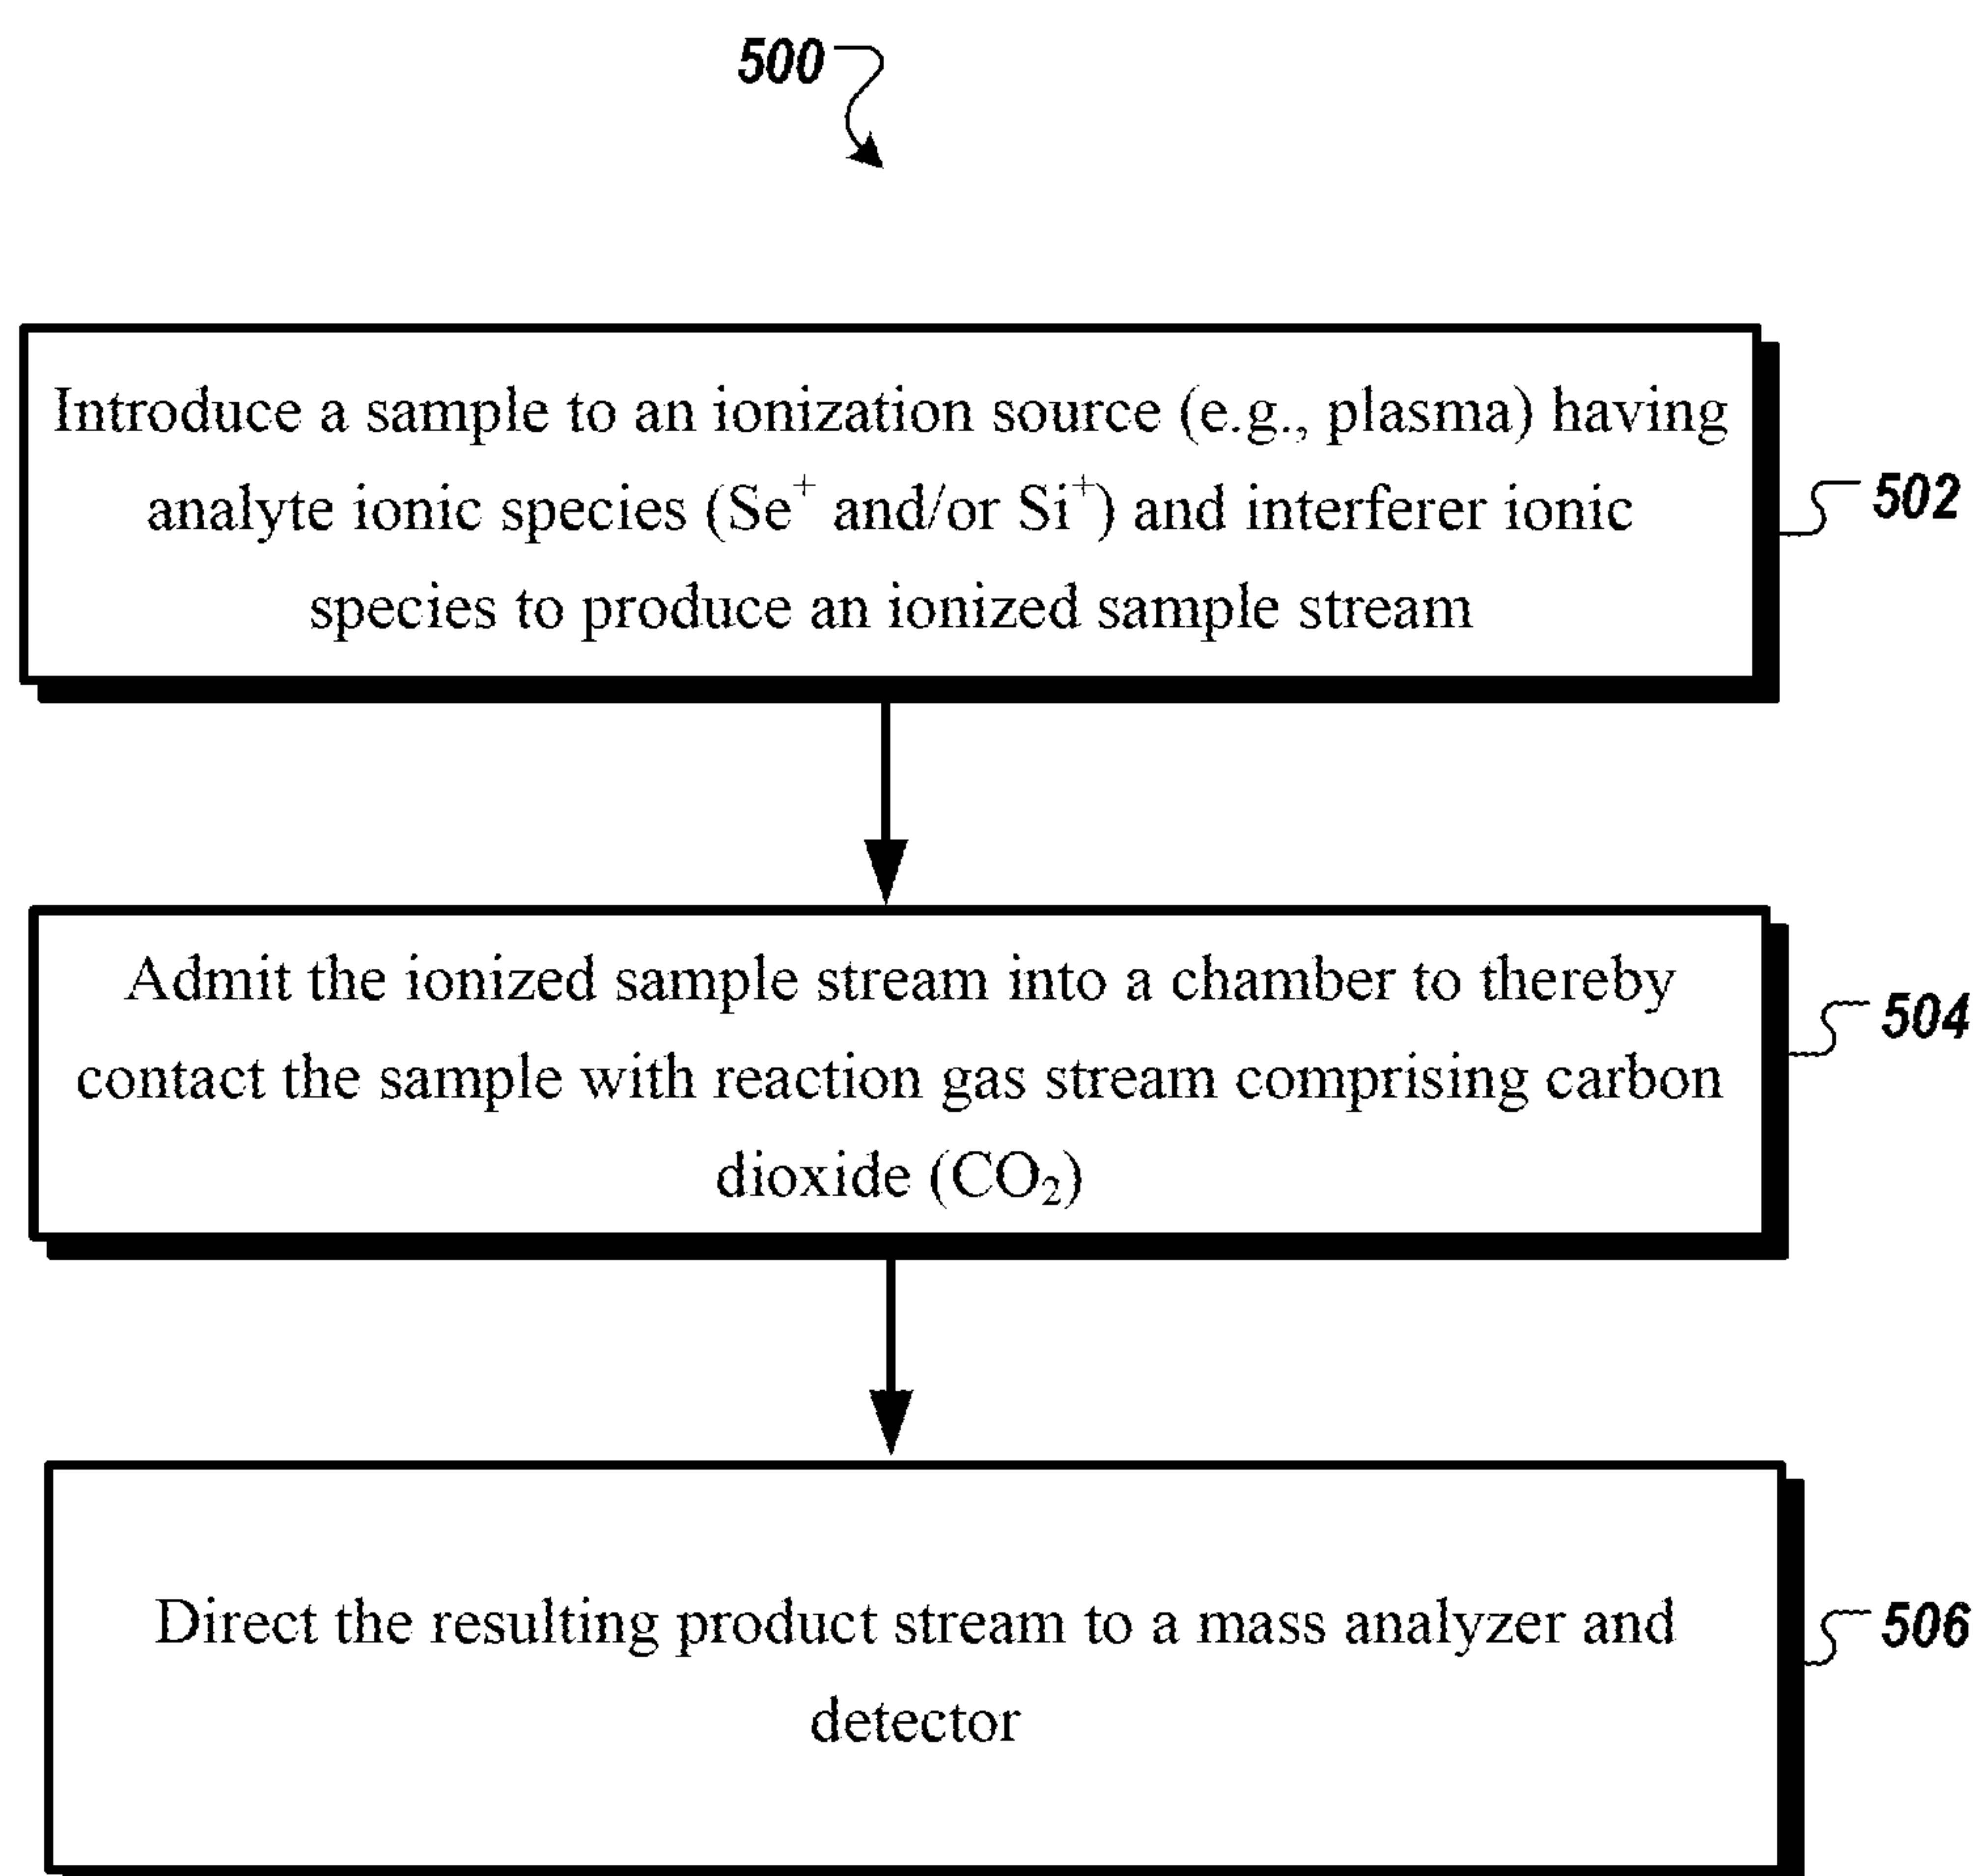 500
Introduce a sample to an ionization source (e.g., plasma) having
analyte ionic species (Se⁺ and/or Si⁺) and interferer ionic
species to produce an ionized sample stream
502
Admit the ionized sample stream into a chamber to thereby
contact the sample with reaction gas stream comprising carbon
dioxide (CO₂)
504
Direct the resulting product stream to a mass analyzer and
detector
506